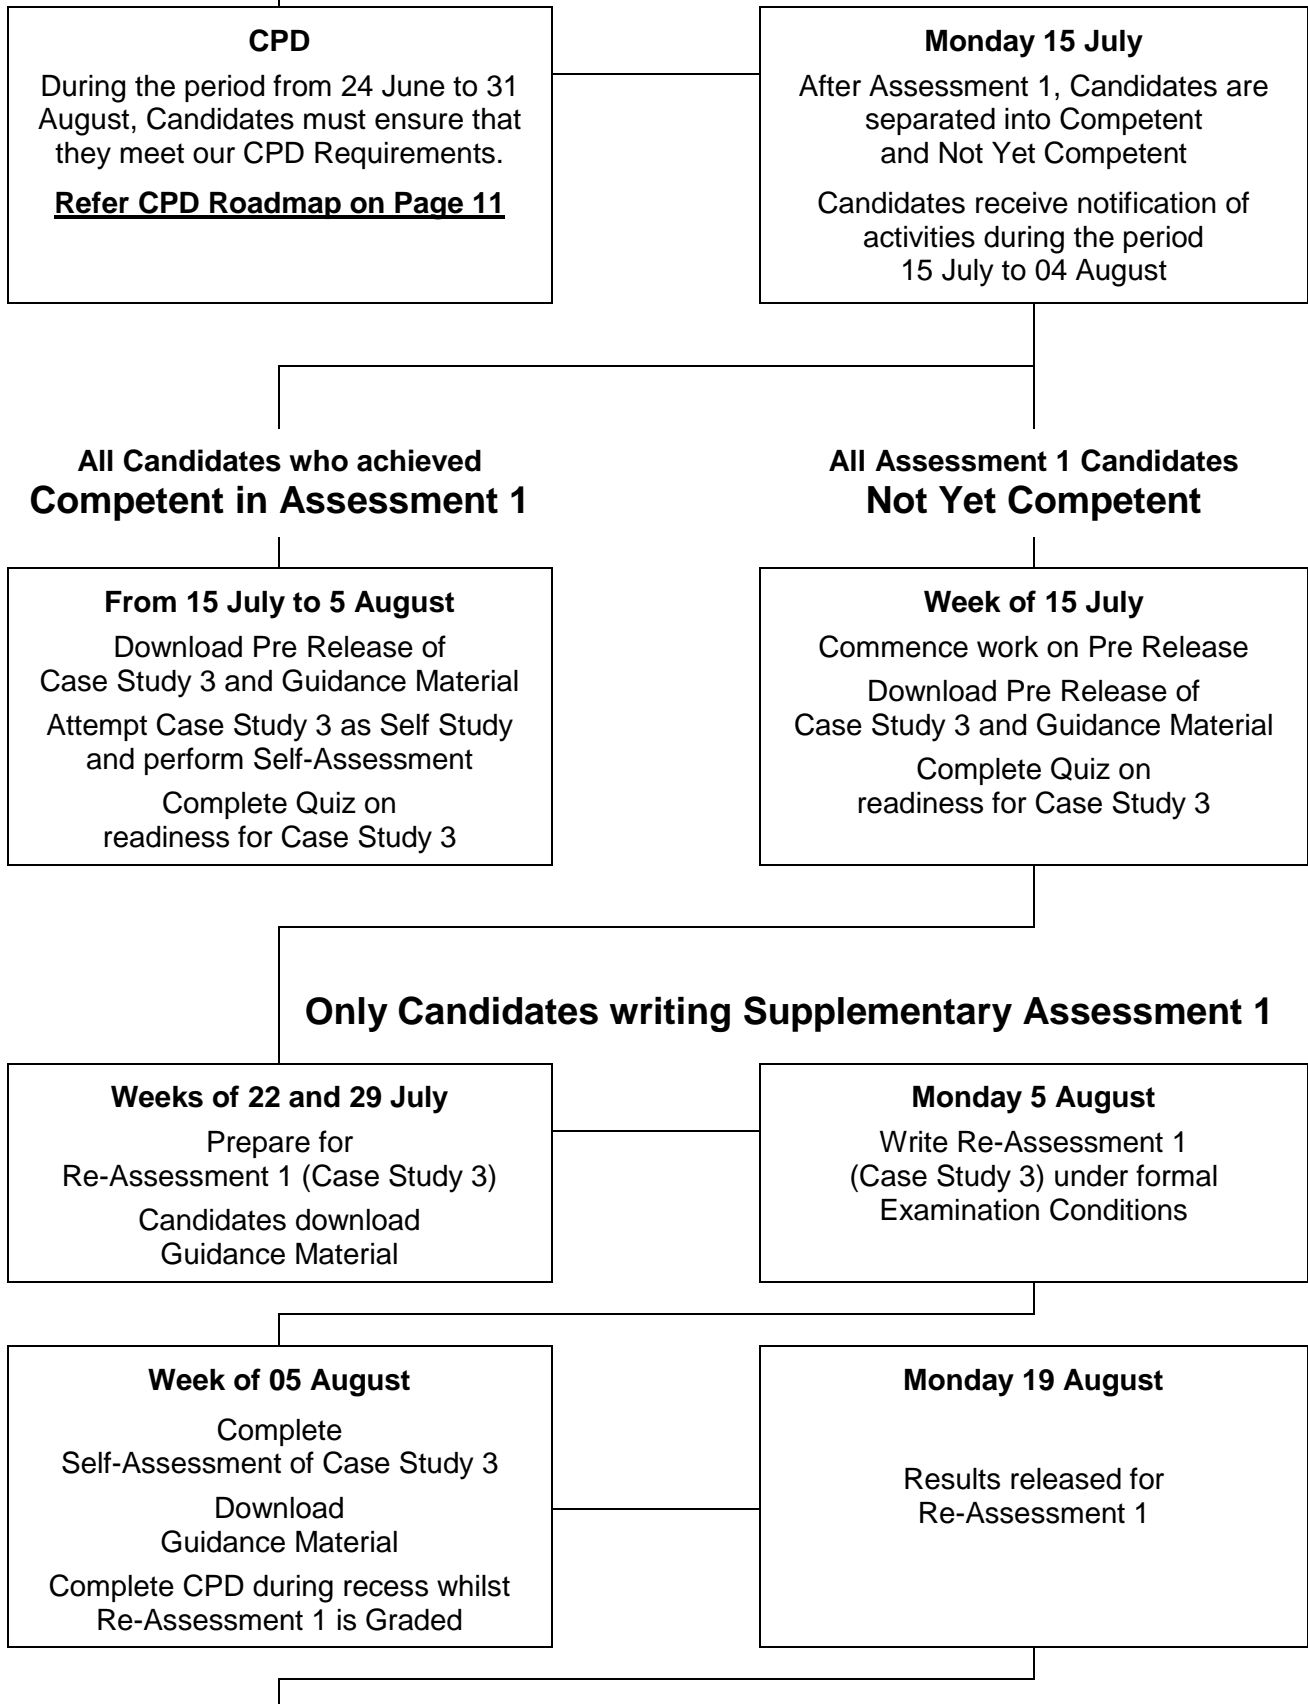 CPD
During the period from 24 June to 31
August, Candidates must ensure that
they meet our CPD Requirements.
Refer CPD Roadmap on Page 11
Monday 15 July
After Assessment 1, Candidates are
separated into Competent
and Not Yet Competent
Candidates receive notification of
activities during the period
15 July to 04 August
All Candidates who achieved
Competent in Assessment 1
All Assessment 1 Candidates
Not Yet Competent
From 15 July to 5 August
Download Pre Release of
Case Study 3 and Guidance Material
Attempt Case Study 3 as Self Study
and perform Self-Assessment
Complete Quiz on
readiness for Case Study 3
Week of 15 July
Commence work on Pre Release
Download Pre Release of
Case Study 3 and Guidance Material
Complete Quiz on
readiness for Case Study 3
Only Candidates writing Supplementary Assessment 1
Weeks of 22 and 29 July
Prepare for
Re-Assessment 1 (Case Study 3)
Candidates download
Guidance Material
Monday 5 August
Write Re-Assessment 1
(Case Study 3) under formal
Examination Conditions
Week of 05 August
Complete
Self-Assessment of Case Study 3
Download
Guidance Material
Complete CPD during recess whilst
Re-Assessment 1 is Graded
Monday 19 August
Results released for
Re-Assessment 1